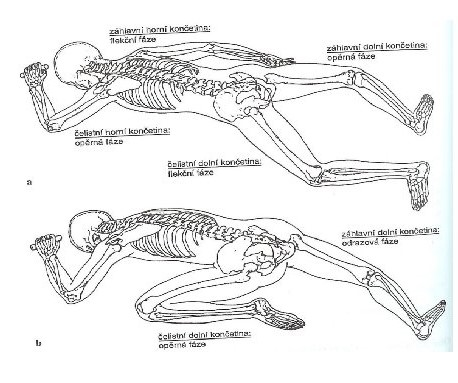 záhlavní horní končetina:
flekční fáze
záhlavní dolní končetina:
opěrná fáze
čelistní horní končetina:
opěrná fáze
čelistní dolní končetina:
flekční fáze
a
záhlavní dolní končetina:
odrazová fáze
čelistní dolní končetina:
opěrná fáze
b